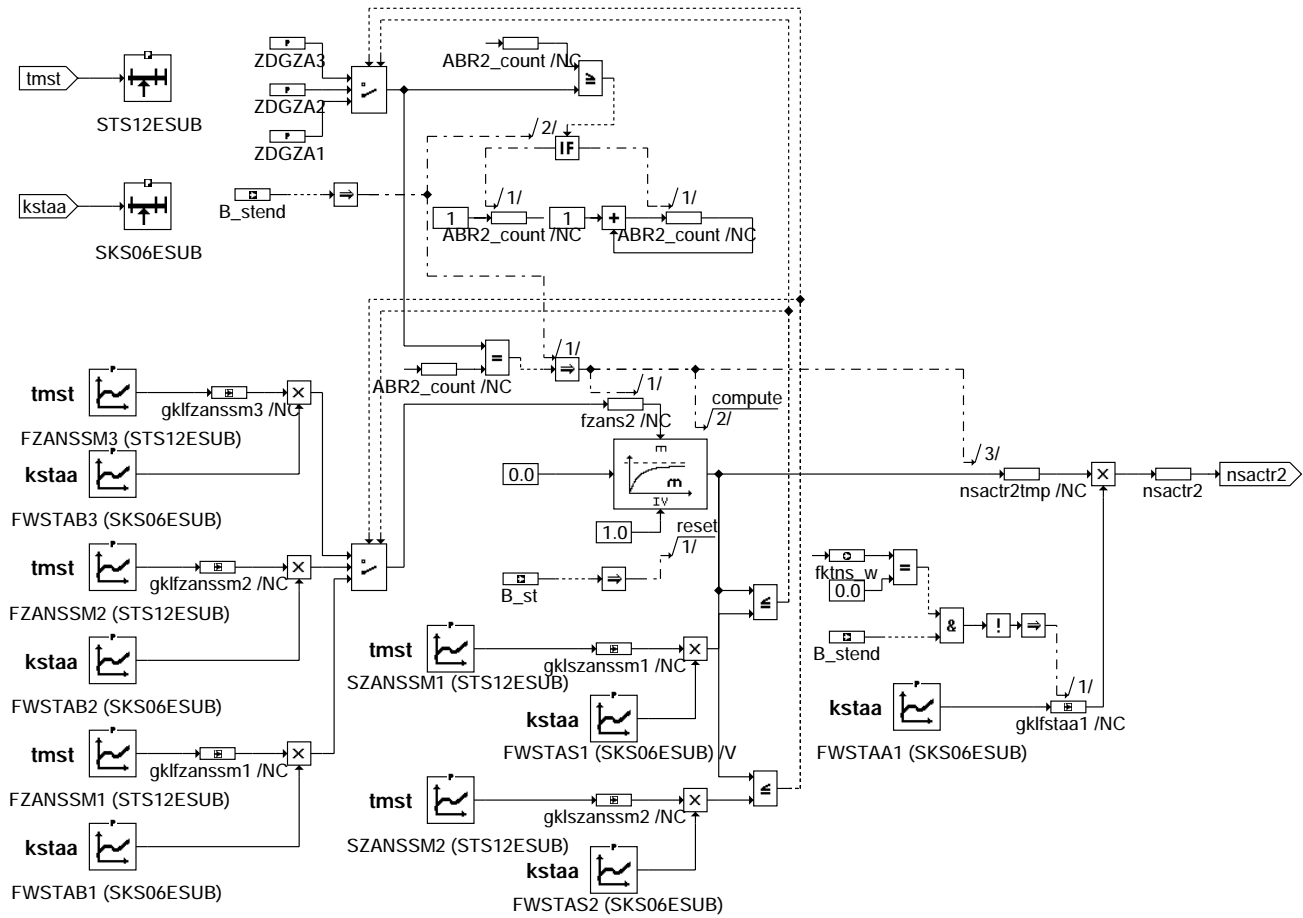 ZDGZA3
ABR2_count /NC
tmst
STS12ESUB
ZDGZA2
≥
ZDGZA1
2/
IF
kstaa
SKS06ESUB
B_stend
⇒
1/
1/
1
ABR2_count /NC
1
+
ABR2_count /NC
=
1/
⇒
ABR2_count /NC
1/
fzans2 /NC
compute
2/
tmst
gklfzanssm3 /NC
×
FZANSSM3 (STS12ESUB)
kstaa
FWSTAB3 (SKS06ESUB)
E
m
IV
0.0
1.0
3/
nsactr2tmp /NC
×
nsactr2
nsactr2
reset
1/
B_st
⇒
tmst
gklfzanssm2 /NC
×
FZANSSM2 (STS12ESUB)
kstaa
FWSTAB2 (SKS06ESUB)
fktns_w
0.0
=
&
!
⇒
B_stend
≤
tmst
gklszanssm1 /NC
×
SZANSSM1 (STS12ESUB)
kstaa
FWSTAS1 (SKS06ESUB) /V
kstaa
1/
gklfstaa1 /NC
FWSTAA1 (SKS06ESUB)
tmst
gklfzanssm1 /NC
×
FZANSSM1 (STS12ESUB)
kstaa
FWSTAB1 (SKS06ESUB)
≤
tmst
gklszanssm2 /NC
×
SZANSSM2 (STS12ESUB)
kstaa
FWSTAS2 (SKS06ESUB)